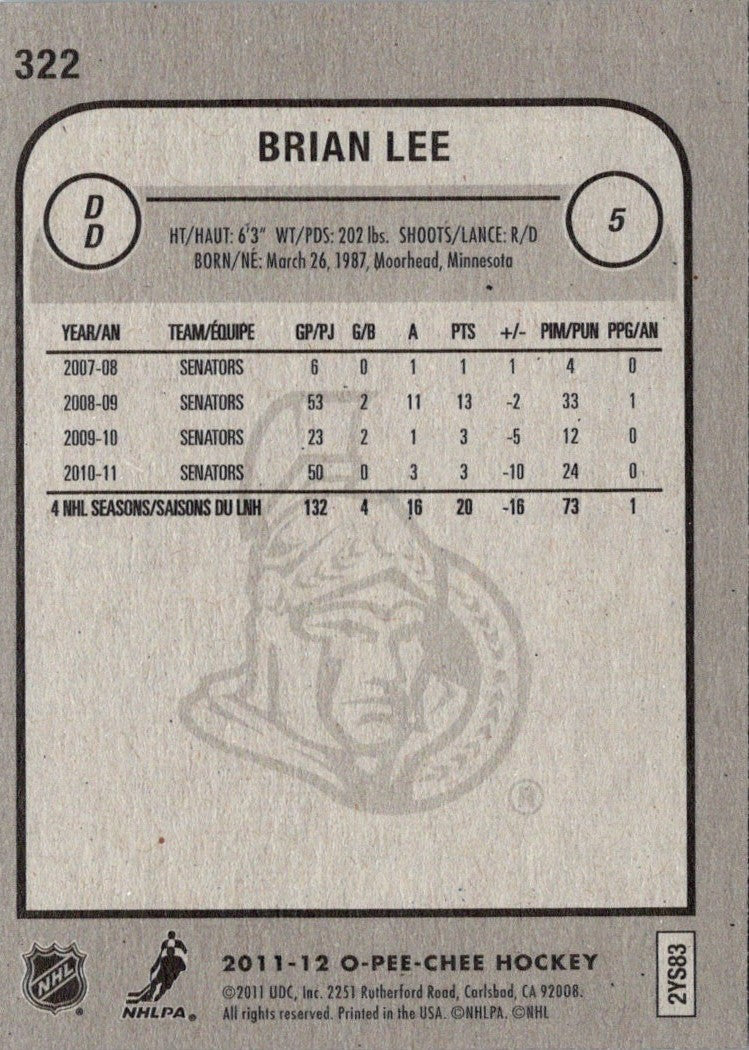 322
BRIAN LEE
D
D
5
HT/HAUT: 6'3" WT/PDS: 202 lbs. SHOOTS/LANCE: R/D
BORN/NÉ: March 26, 1987, Moorhead, Minnesota
YEAR/AN TEAM/ÉQUIPE GP/PJ G/B A PTS +/- PIM/PUN PPG/AN
2007-08 SENATORS 6 0 1 1 1 4 0
2008-09 SENATORS 53 2 11 13 -2 33 1
2009-10 SENATORS 23 2 1 3 -5 12 0
2010-11 SENATORS 50 0 3 3 -10 24 0
4 NHL SEASONS/SAISONS DU LNH 132 4 16 20 -16 73 1
®
NHL ®
NHLPA®
2011-12 O-PEE-CHEE HOCKEY
©2011 UDC, Inc. 2251 Rutherford Road, Carlsbad, CA 92008.
All rights reserved. Printed in the USA. ©NHLPA. ©NHL
2YS83